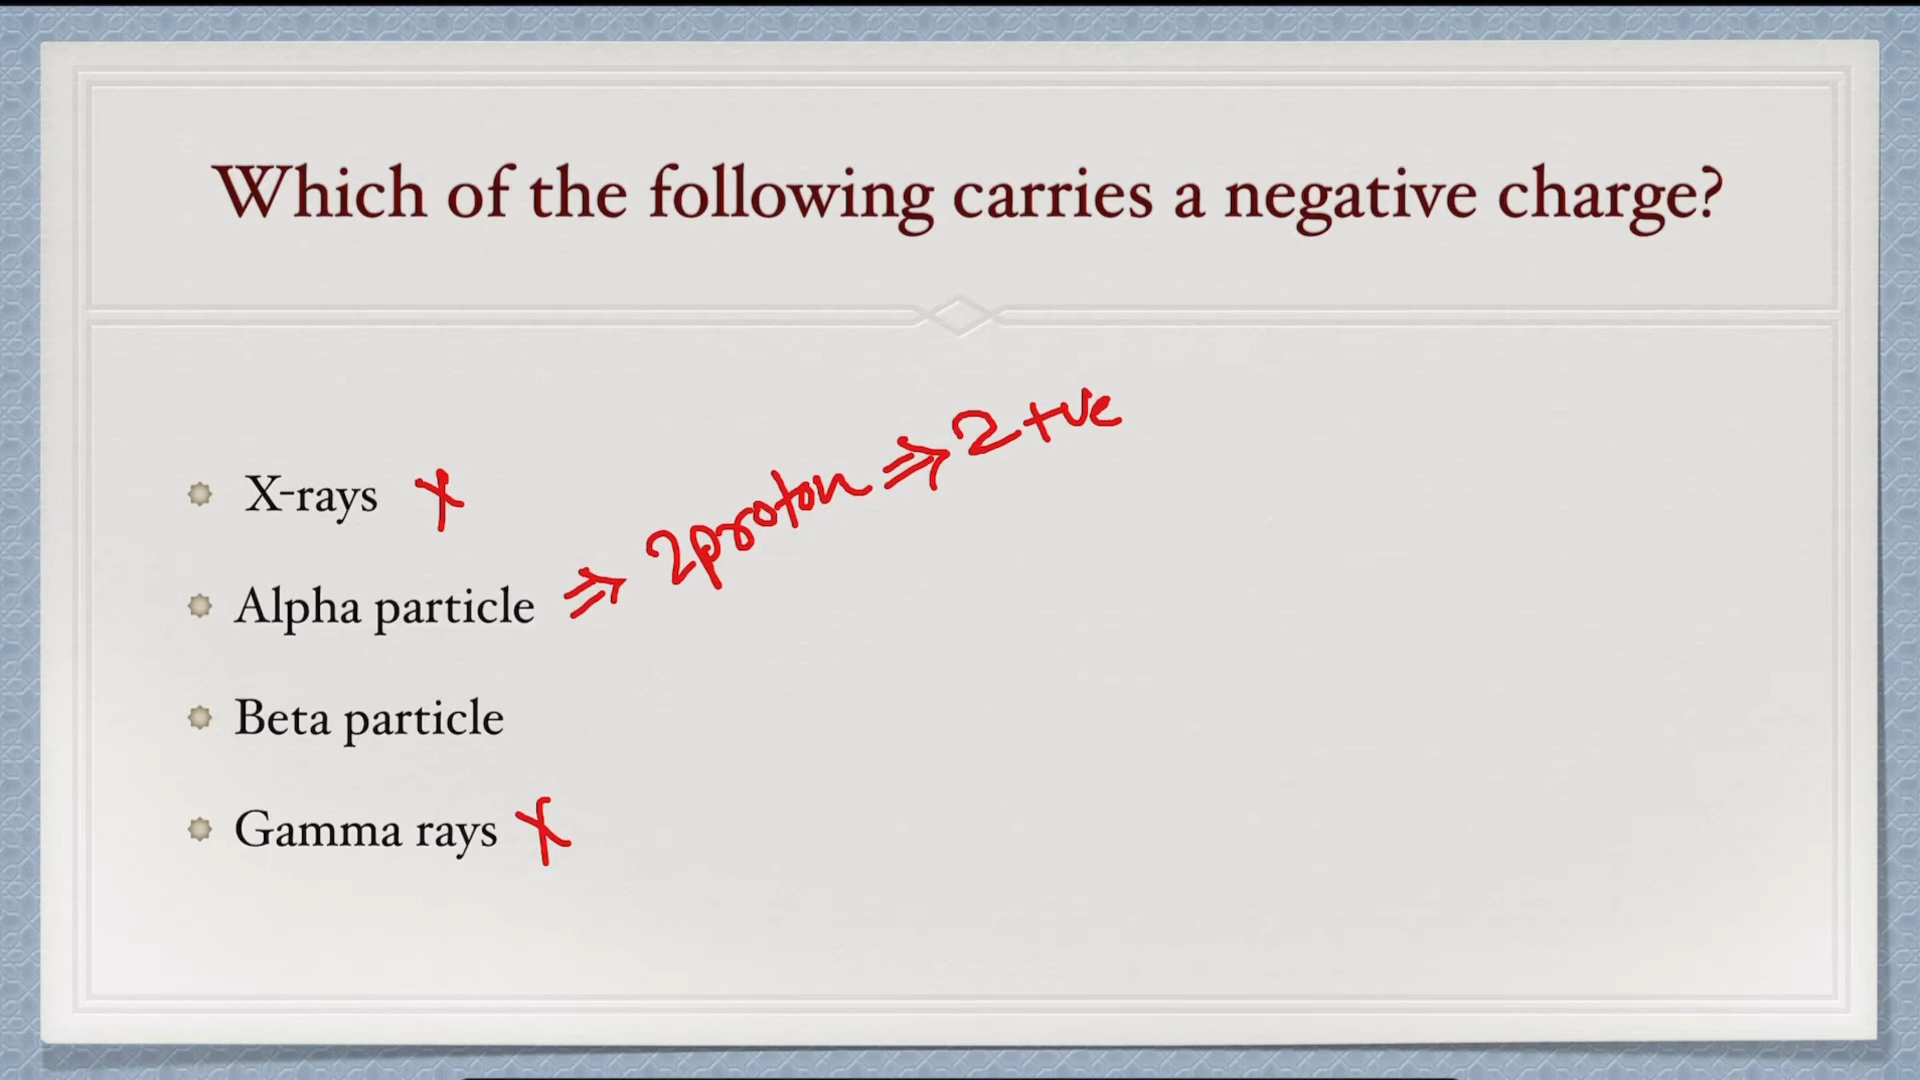 Which of the following carries a negative charge?
X-rays X
Alpha particle ⇒ 2proton ⇒ 2 +ve
Beta particle
Gamma rays X